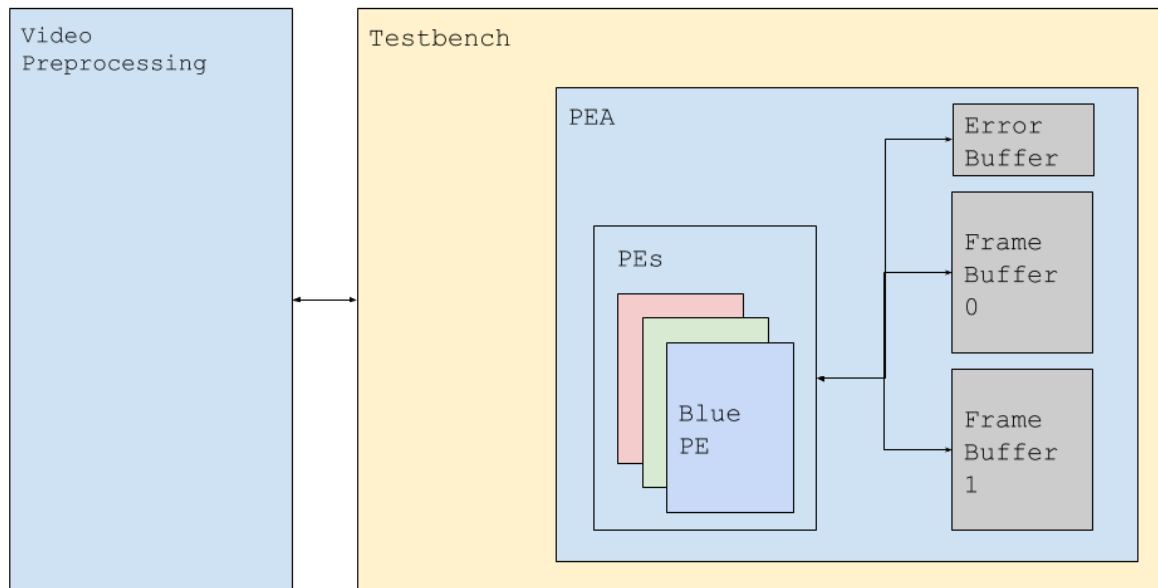 Video
Preprocessing
Testbench
PEA
Error
Buffer
PEs
Frame
Buffer
0
Blue
PE
Frame
Buffer
1